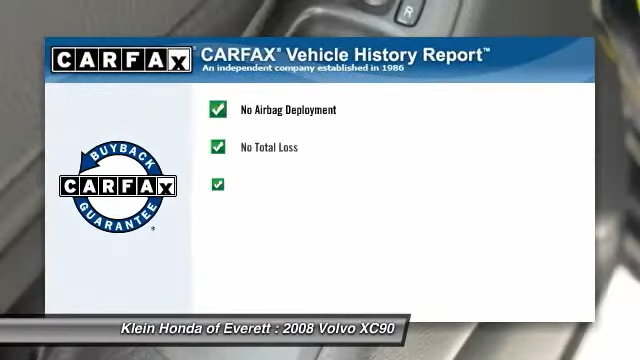 R
CARFAX
CARFAX® Vehicle History Report™
An independent company established in 1986
No Airbag Deployment
No Total Loss
BUYBACK
CARFAX
GUARANTEE®
Klein Honda of Everett : 2008 Volvo XC90